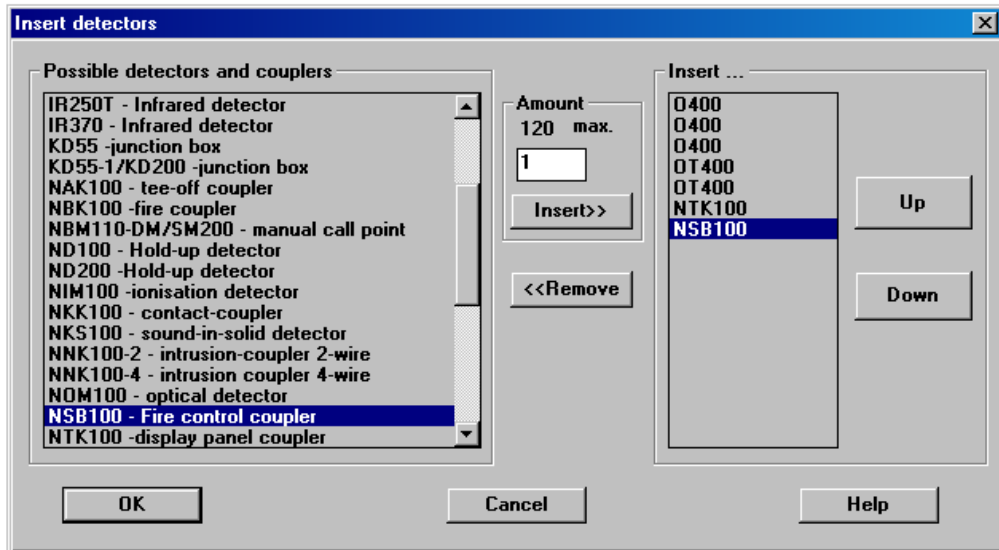 Insert detectors
Possible detectors and couplers
IR250T - Infrared detector
IR370 - Infrared detector
KD55 -junction box
KD55-1/KD200 -junction box
NAK100 - tee-off coupler
NBK100 -fire coupler
NBM110-DM/SM200 - manual call point
ND100 - Hold-up detector
ND200 -Hold-up detector
NIM100 -ionisation detector
NKK100 - contact-coupler
NKS100 - sound-in-solid detector
NNK100-2 - intrusion-coupler 2-wire
NNK100-4 - intrusion coupler 4-wire
NOM100 - optical detector
NSB100 - Fire control coupler
NTK100 -display panel coupler
Amount
120 max.
1
Insert>>
<<Remove
Insert ...
O400
O400
O400
OT400
OT400
NTK100
NSB100
Up
Down
OK
Cancel
Help